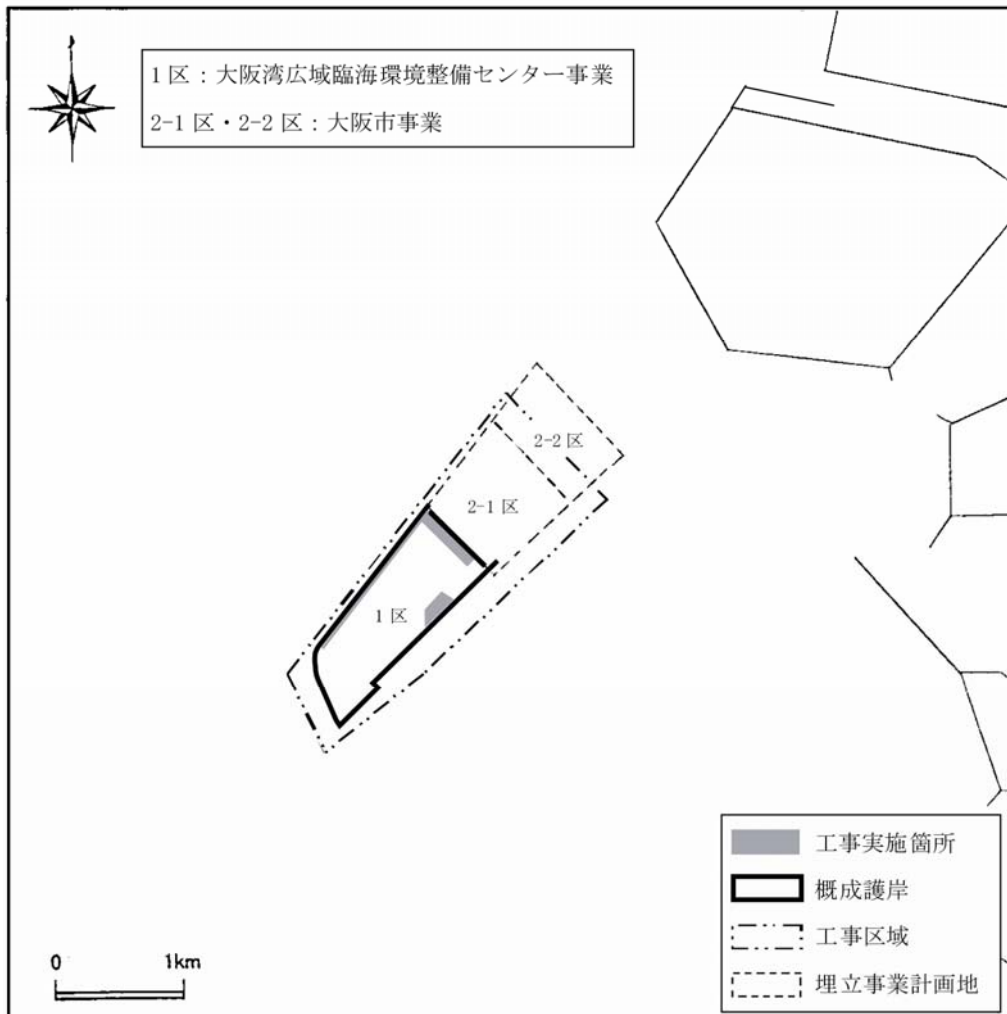 1区:大阪湾広域臨海環境整備センター事業
2-1区・2-2区:大阪市事業
2-2区
2-1区
1区
工事実施箇所
概成護岸
工事区域
埋立事業計画地
0 1km